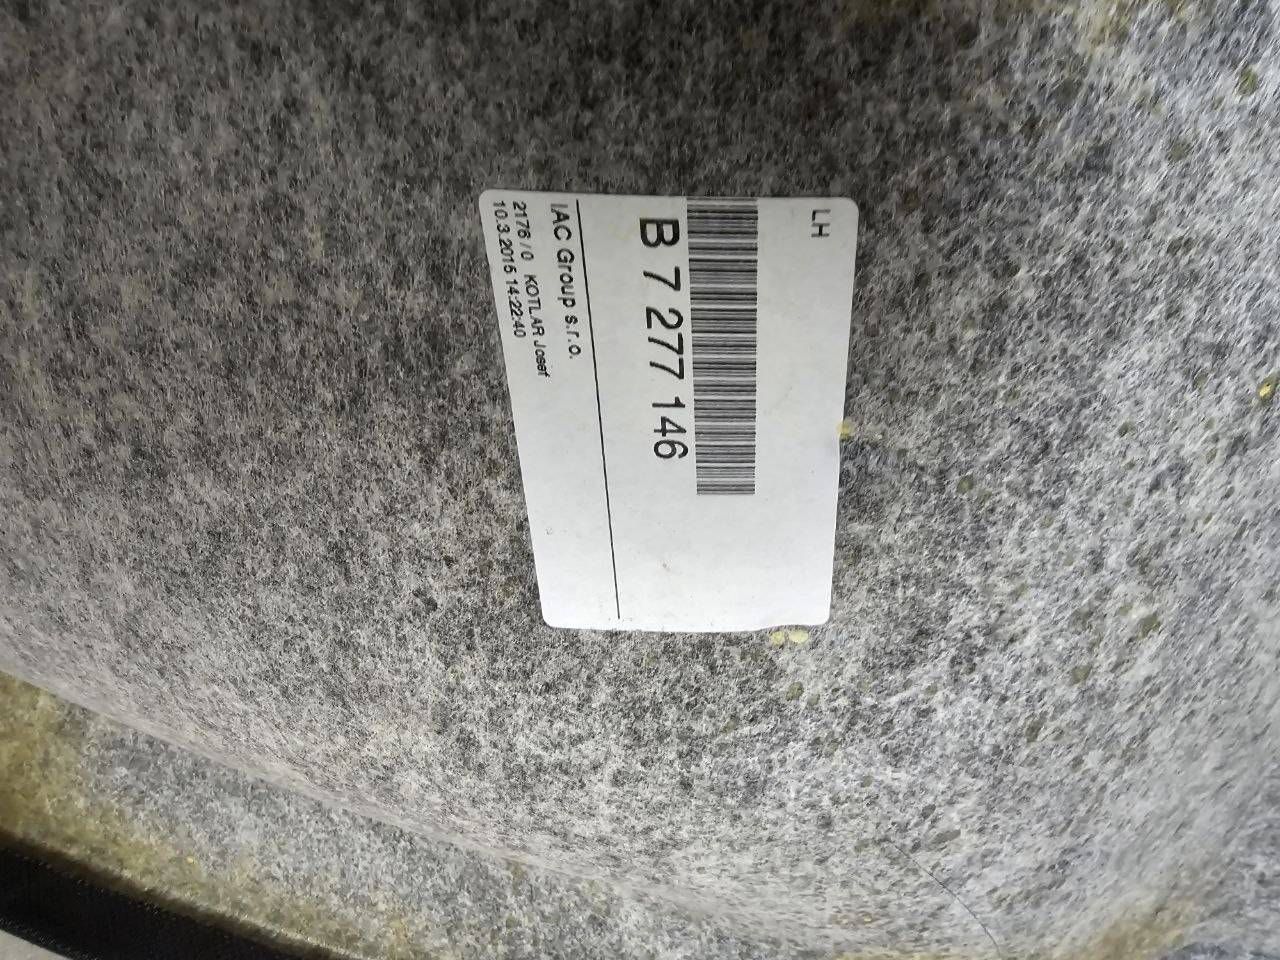 LH
B 7 277 146
IAC Group s.r.o.
2176 / 0 KOTLAR Josef
10.3.2015 14:22:40